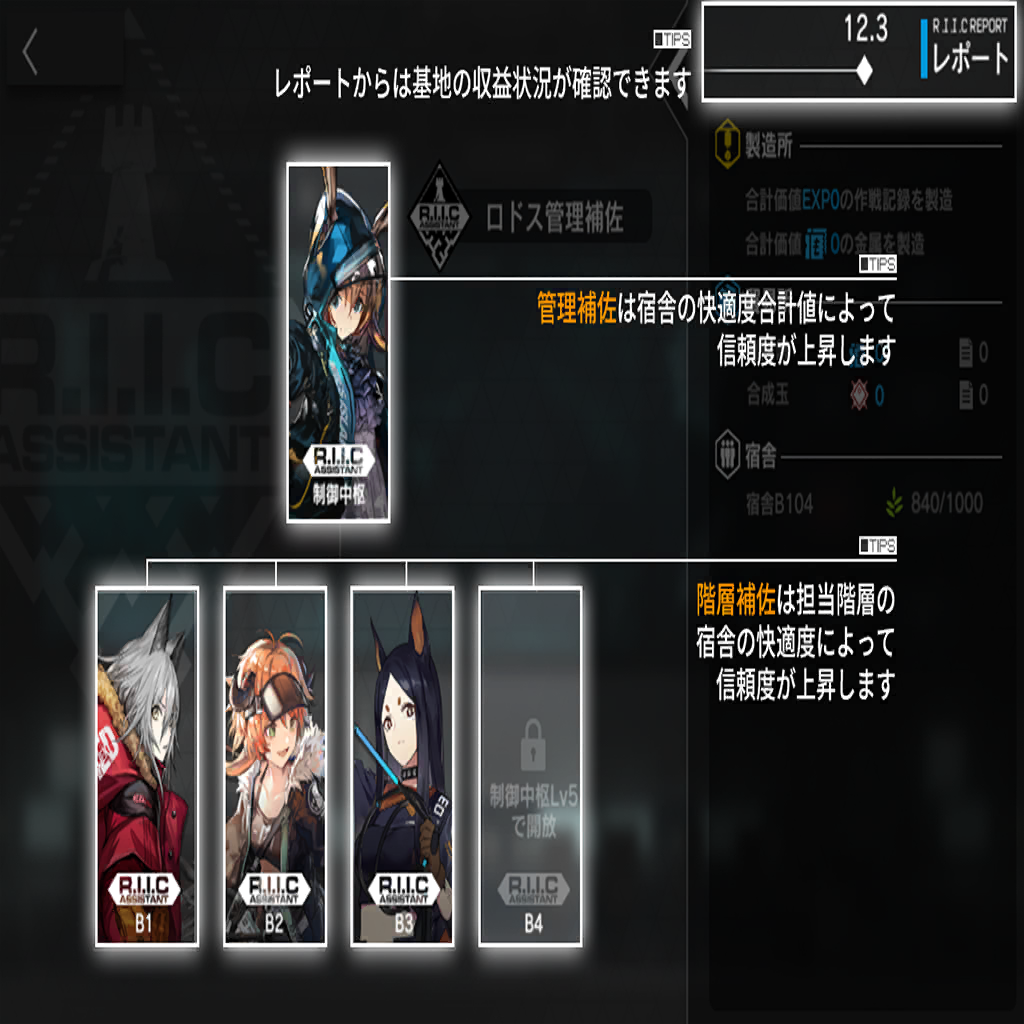 TIPS
レポートからは基地の収益状況が確認できます
12.3
R.I.I.C REPORT
レポート
製造所
合計価値EXP0の作戦記録を製造
合計価値 0の金属を製造
R.I.I.C
ASSISTANT
ロドス管理補佐
TIPS
管理補佐は宿舎の快適度合計値によって
信頼度が上昇します
0
合成玉 0 0
R.I.I.C
ASSISTANT
制御中枢
R.I.I.C
ASSISTANT
宿舎
宿舎B104 840/1000
TIPS
階層補佐は担当階層の
宿舎の快適度によって
信頼度が上昇します
RED
03
制御中枢Lv5
で開放
R.I.I.C
ASSISTANT
B1
R.I.I.C
ASSISTANT
B2
R.I.I.C
ASSISTANT
B3
R.I.I.C
ASSISTANT
B4